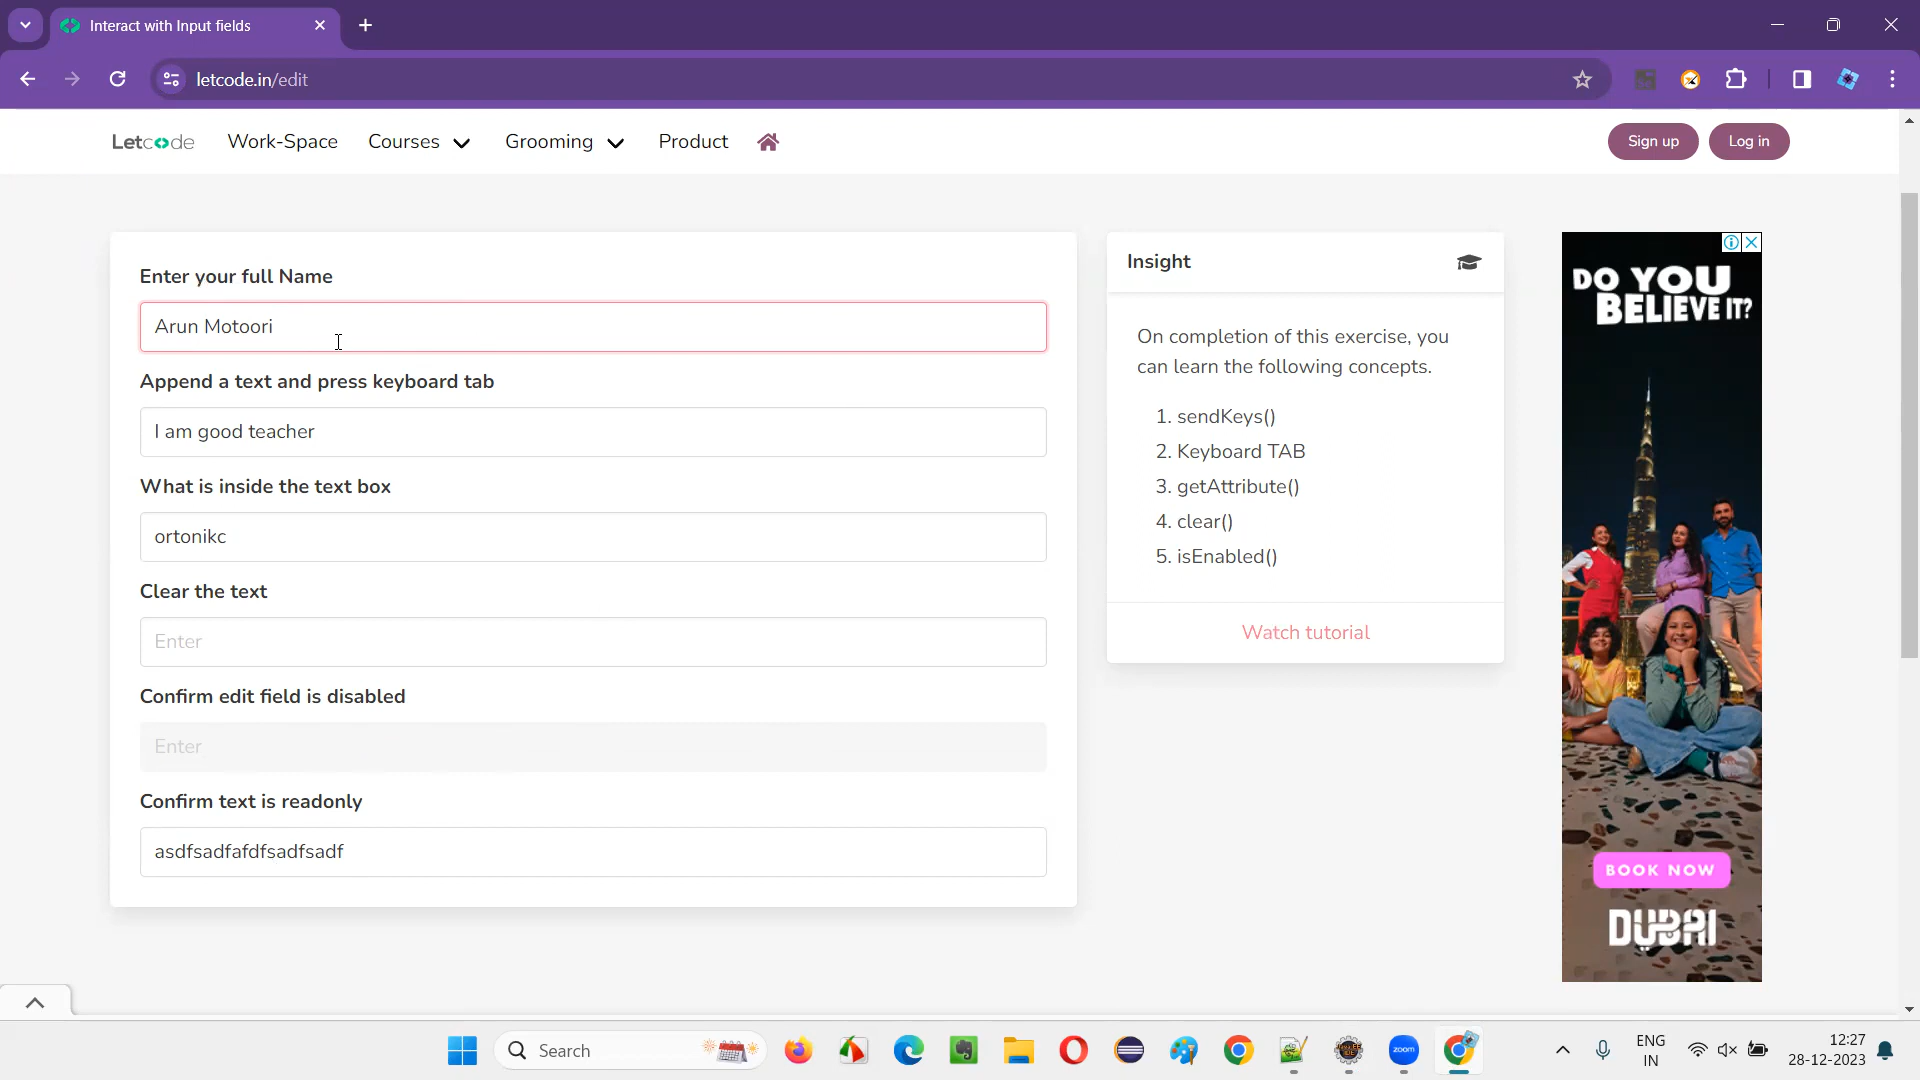 Interact with Input fields
letcode.in/edit
Letcode
Work-Space
Courses
Grooming
Product
Sign up
Log in
Enter your full Name
Arun Motoori
Append a text and press keyboard tab
I am good teacher
What is inside the text box
ortonikc
Clear the text
Enter
Confirm edit field is disabled
Enter
Confirm text is readonly
asdfsadfafdfsadfsadf
Insight
On completion of this exercise, you
can learn the following concepts.
1. sendKeys()
2. Keyboard TAB
3. getAttribute()
4. clear()
5. isEnabled()
Watch tutorial
DO YOU
BELIEVE IT?
BOOK NOW
DUBAI
Search
zoom
ENG
IN
12:27
28-12-2023